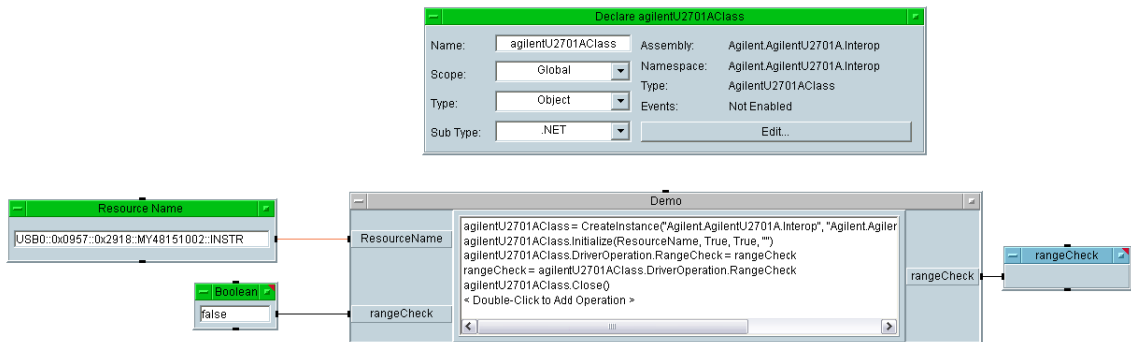 Declare agilentU2701AClass
Name: agilentU2701AClass Assembly: Agilent.AgilentU2701A.Interop
Scope: Global Namespace: Agilent.AgilentU2701A.Interop
Type: Object Type: AgilentU2701AClass
Events: Not Enabled
Sub Type: .NET Edit...
Resource Name
USB0::0x0957::0x2918::MY48151002::INSTR
Boolean
false
Demo
ResourceName
rangeCheck
agilentU2701AClass = CreateInstance("Agilent.AgilentU2701A.Interop", "Agilent.Agilen
agilentU2701AClass.Initialize(ResourceName, True, True, "")
agilentU2701AClass.DriverOperation.RangeCheck = rangeCheck
rangeCheck = agilentU2701AClass.DriverOperation.RangeCheck
agilentU2701AClass.Close()
< Double-Click to Add Operation >
rangeCheck
rangeCheck